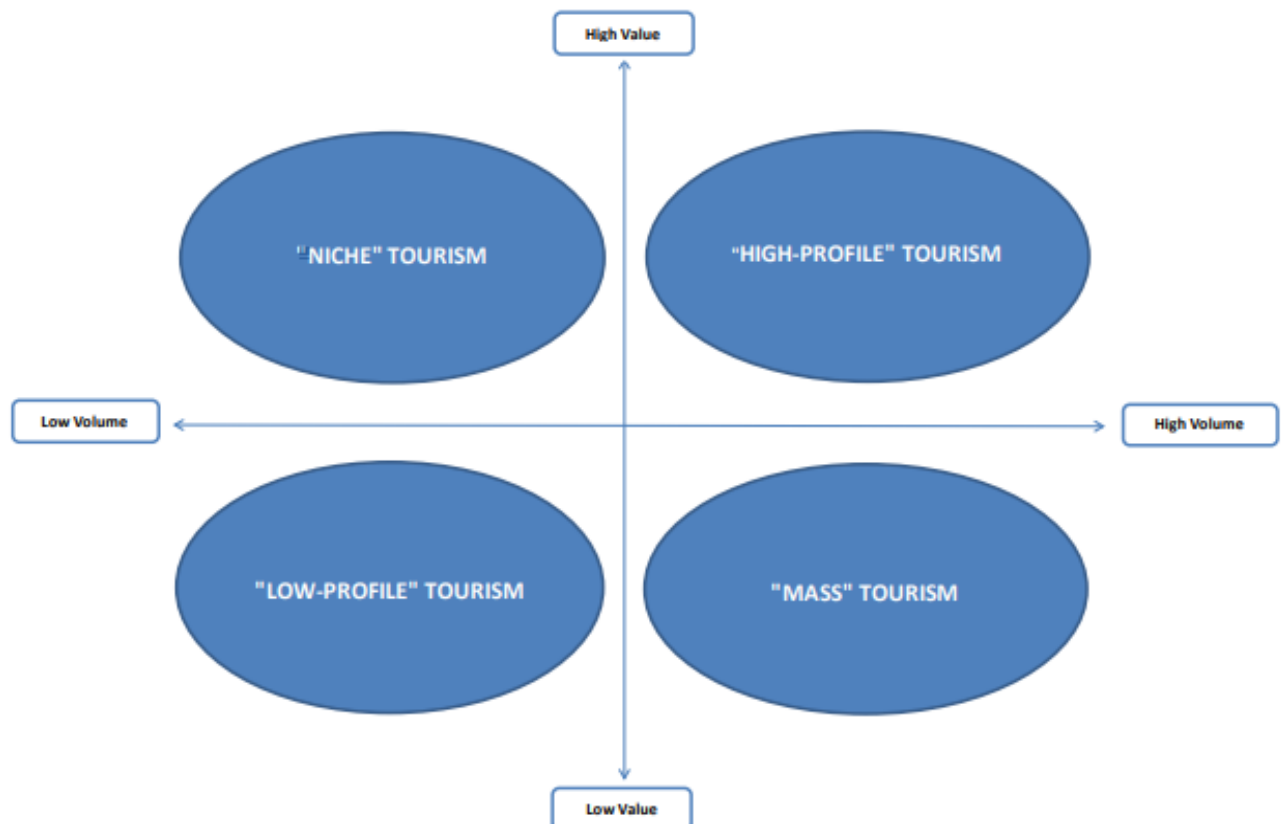 High Value
"NICHE" TOURISM
"HIGH-PROFILE" TOURISM
Low Volume
High Volume
"LOW-PROFILE" TOURISM
"MASS" TOURISM
Low Value